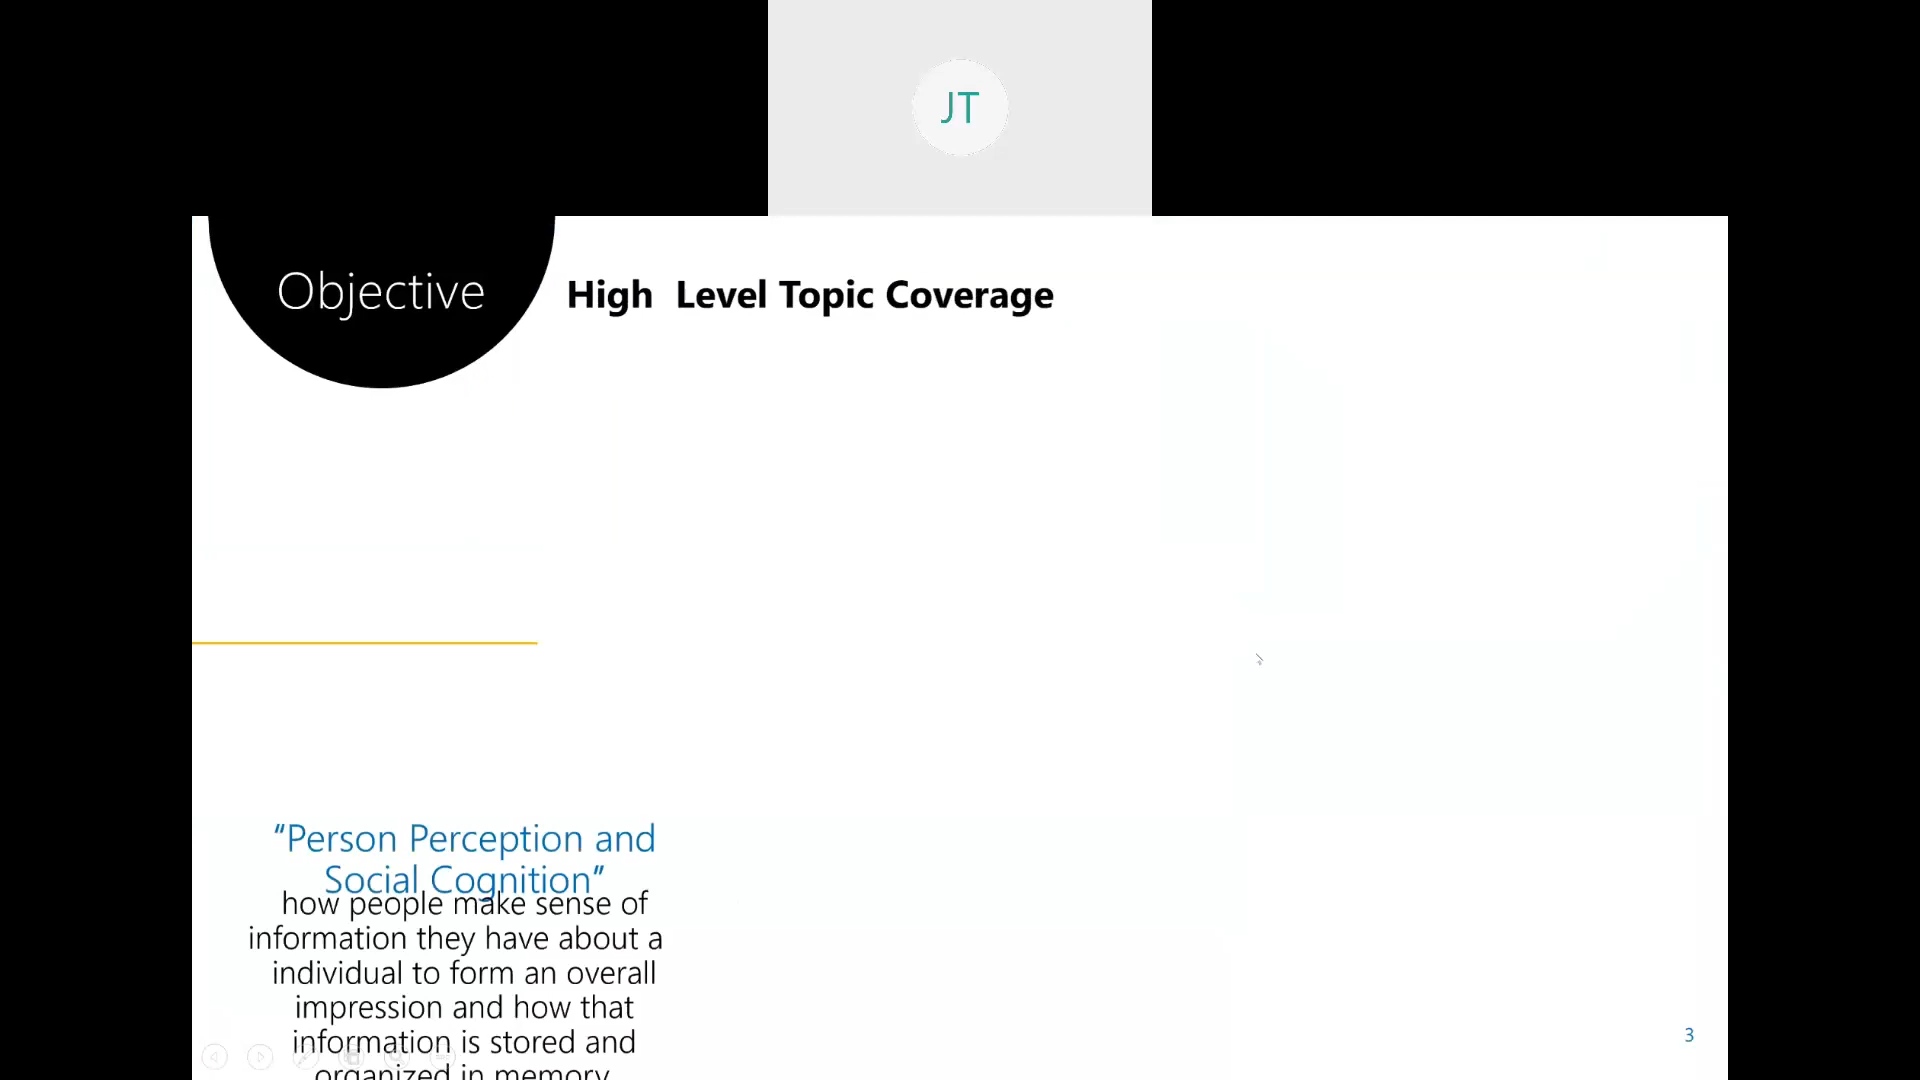 JT
Objective
High  Level Topic Coverage
“Person Perception and
Social Cognition”
how people make sense of
information they have about a
individual to form an overall
impression and how that
information is stored and
organized in memory
3